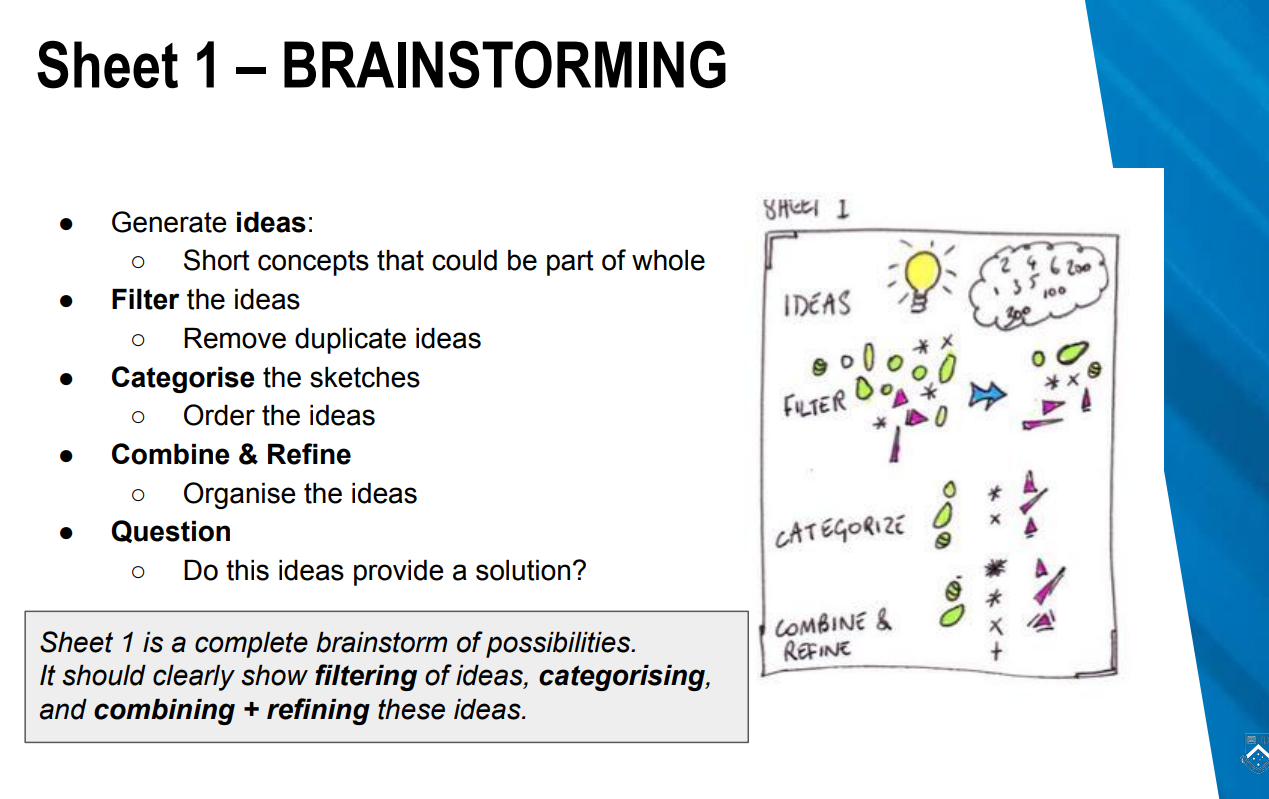 Sheet 1 – BRAINSTORMING
● Generate ideas:
○ Short concepts that could be part of whole
● Filter the ideas
○ Remove duplicate ideas
● Categorise the sketches
○ Order the ideas
● Combine & Refine
○ Organise the ideas
● Question
○ Do this ideas provide a solution?
Sheet 1 is a complete brainstorm of possibilities.
It should clearly show filtering of ideas, categorising,
and combining + refining these ideas.
SHEET 1
IDEAS
2 4 6 200
1 3 5 100
300
FILTER
CATEGORIZE
COMBINE &
REFINE